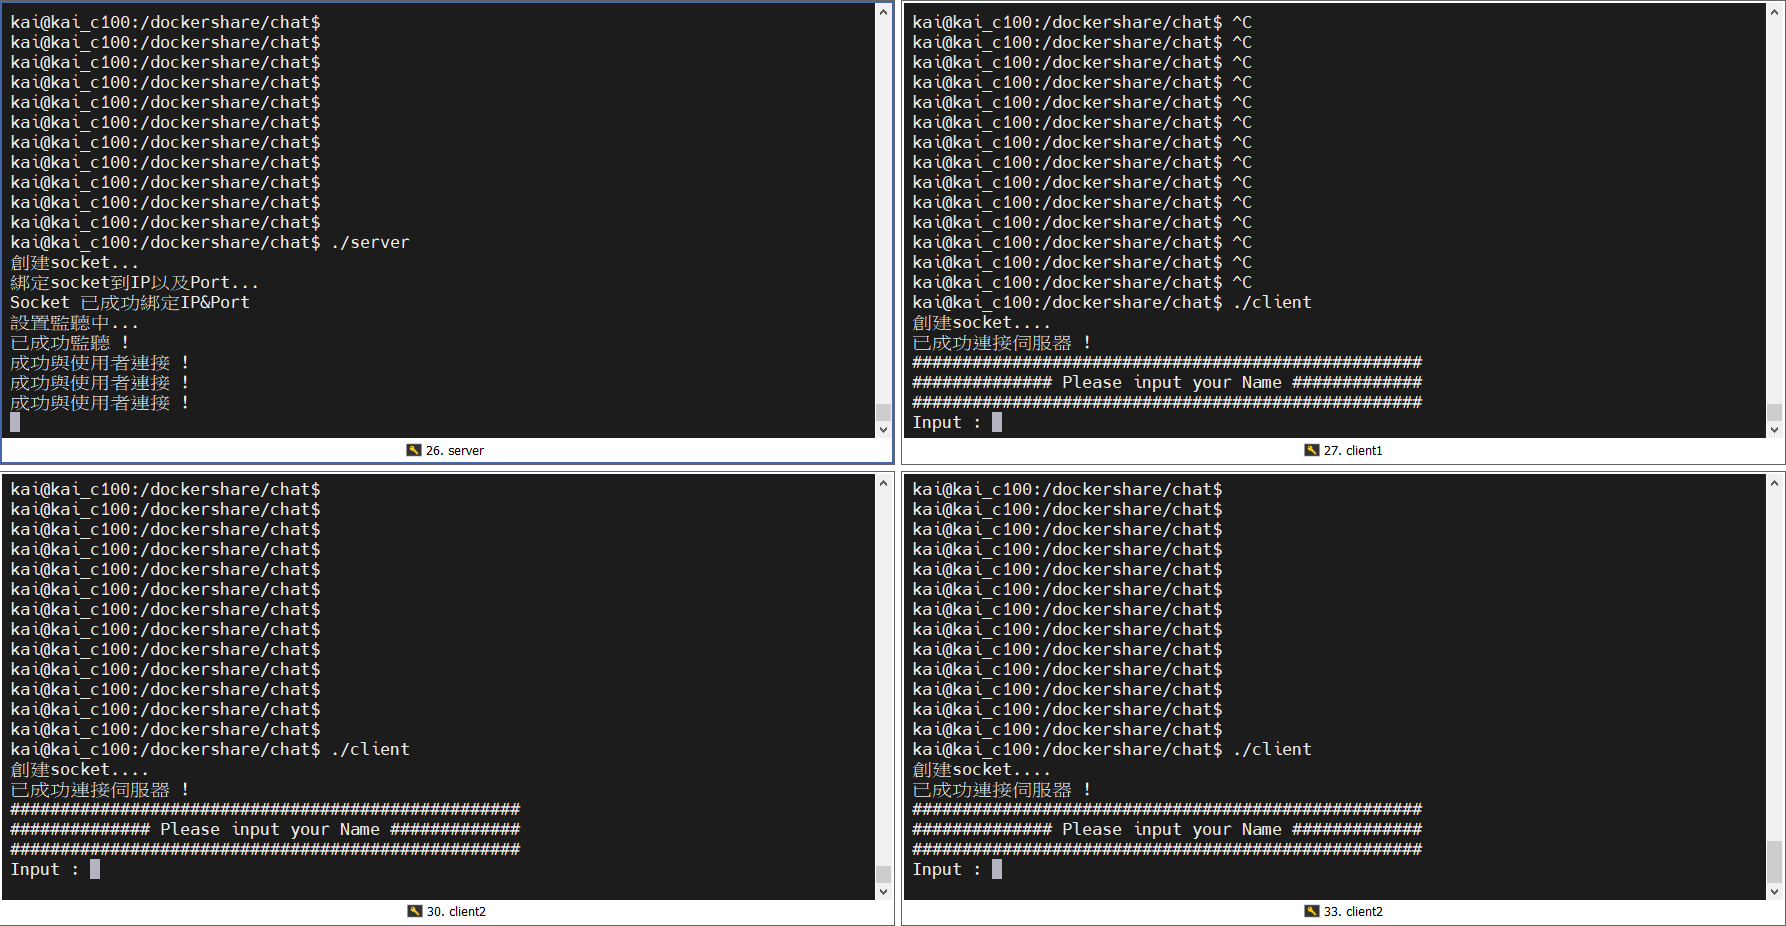 kai@kai_c100:/dockershare/chat$
kai@kai_c100:/dockershare/chat$
kai@kai_c100:/dockershare/chat$
kai@kai_c100:/dockershare/chat$
kai@kai_c100:/dockershare/chat$
kai@kai_c100:/dockershare/chat$
kai@kai_c100:/dockershare/chat$
kai@kai_c100:/dockershare/chat$
kai@kai_c100:/dockershare/chat$
kai@kai_c100:/dockershare/chat$
kai@kai_c100:/dockershare/chat$
kai@kai_c100:/dockershare/chat$ ./server
創建socket...
綁定socket到IP以及Port...
Socket 已成功綁定IP&Port
設置監聽中...
已成功監聽 !
成功與使用者連接 !
成功與使用者連接 !
成功與使用者連接 !
26. server
kai@kai_c100:/dockershare/chat$ ^C
kai@kai_c100:/dockershare/chat$ ^C
kai@kai_c100:/dockershare/chat$ ^C
kai@kai_c100:/dockershare/chat$ ^C
kai@kai_c100:/dockershare/chat$ ^C
kai@kai_c100:/dockershare/chat$ ^C
kai@kai_c100:/dockershare/chat$ ^C
kai@kai_c100:/dockershare/chat$ ^C
kai@kai_c100:/dockershare/chat$ ^C
kai@kai_c100:/dockershare/chat$ ^C
kai@kai_c100:/dockershare/chat$ ^C
kai@kai_c100:/dockershare/chat$ ^C
kai@kai_c100:/dockershare/chat$ ^C
kai@kai_c100:/dockershare/chat$ ^C
kai@kai_c100:/dockershare/chat$ ./client
創建socket....
已成功連接伺服器 !
###################################################
############## Please input your Name #############
###################################################
Input :
27. client1
kai@kai_c100:/dockershare/chat$
kai@kai_c100:/dockershare/chat$
kai@kai_c100:/dockershare/chat$
kai@kai_c100:/dockershare/chat$
kai@kai_c100:/dockershare/chat$
kai@kai_c100:/dockershare/chat$
kai@kai_c100:/dockershare/chat$
kai@kai_c100:/dockershare/chat$
kai@kai_c100:/dockershare/chat$
kai@kai_c100:/dockershare/chat$
kai@kai_c100:/dockershare/chat$
kai@kai_c100:/dockershare/chat$
kai@kai_c100:/dockershare/chat$
kai@kai_c100:/dockershare/chat$ ./client
創建socket....
已成功連接伺服器 !
###################################################
############## Please input your Name #############
###################################################
Input :
30. client2
kai@kai_c100:/dockershare/chat$
kai@kai_c100:/dockershare/chat$
kai@kai_c100:/dockershare/chat$
kai@kai_c100:/dockershare/chat$
kai@kai_c100:/dockershare/chat$
kai@kai_c100:/dockershare/chat$
kai@kai_c100:/dockershare/chat$
kai@kai_c100:/dockershare/chat$
kai@kai_c100:/dockershare/chat$
kai@kai_c100:/dockershare/chat$
kai@kai_c100:/dockershare/chat$
kai@kai_c100:/dockershare/chat$
kai@kai_c100:/dockershare/chat$
kai@kai_c100:/dockershare/chat$ ./client
創建socket....
已成功連接伺服器 !
###################################################
############## Please input your Name #############
###################################################
Input :
33. client2